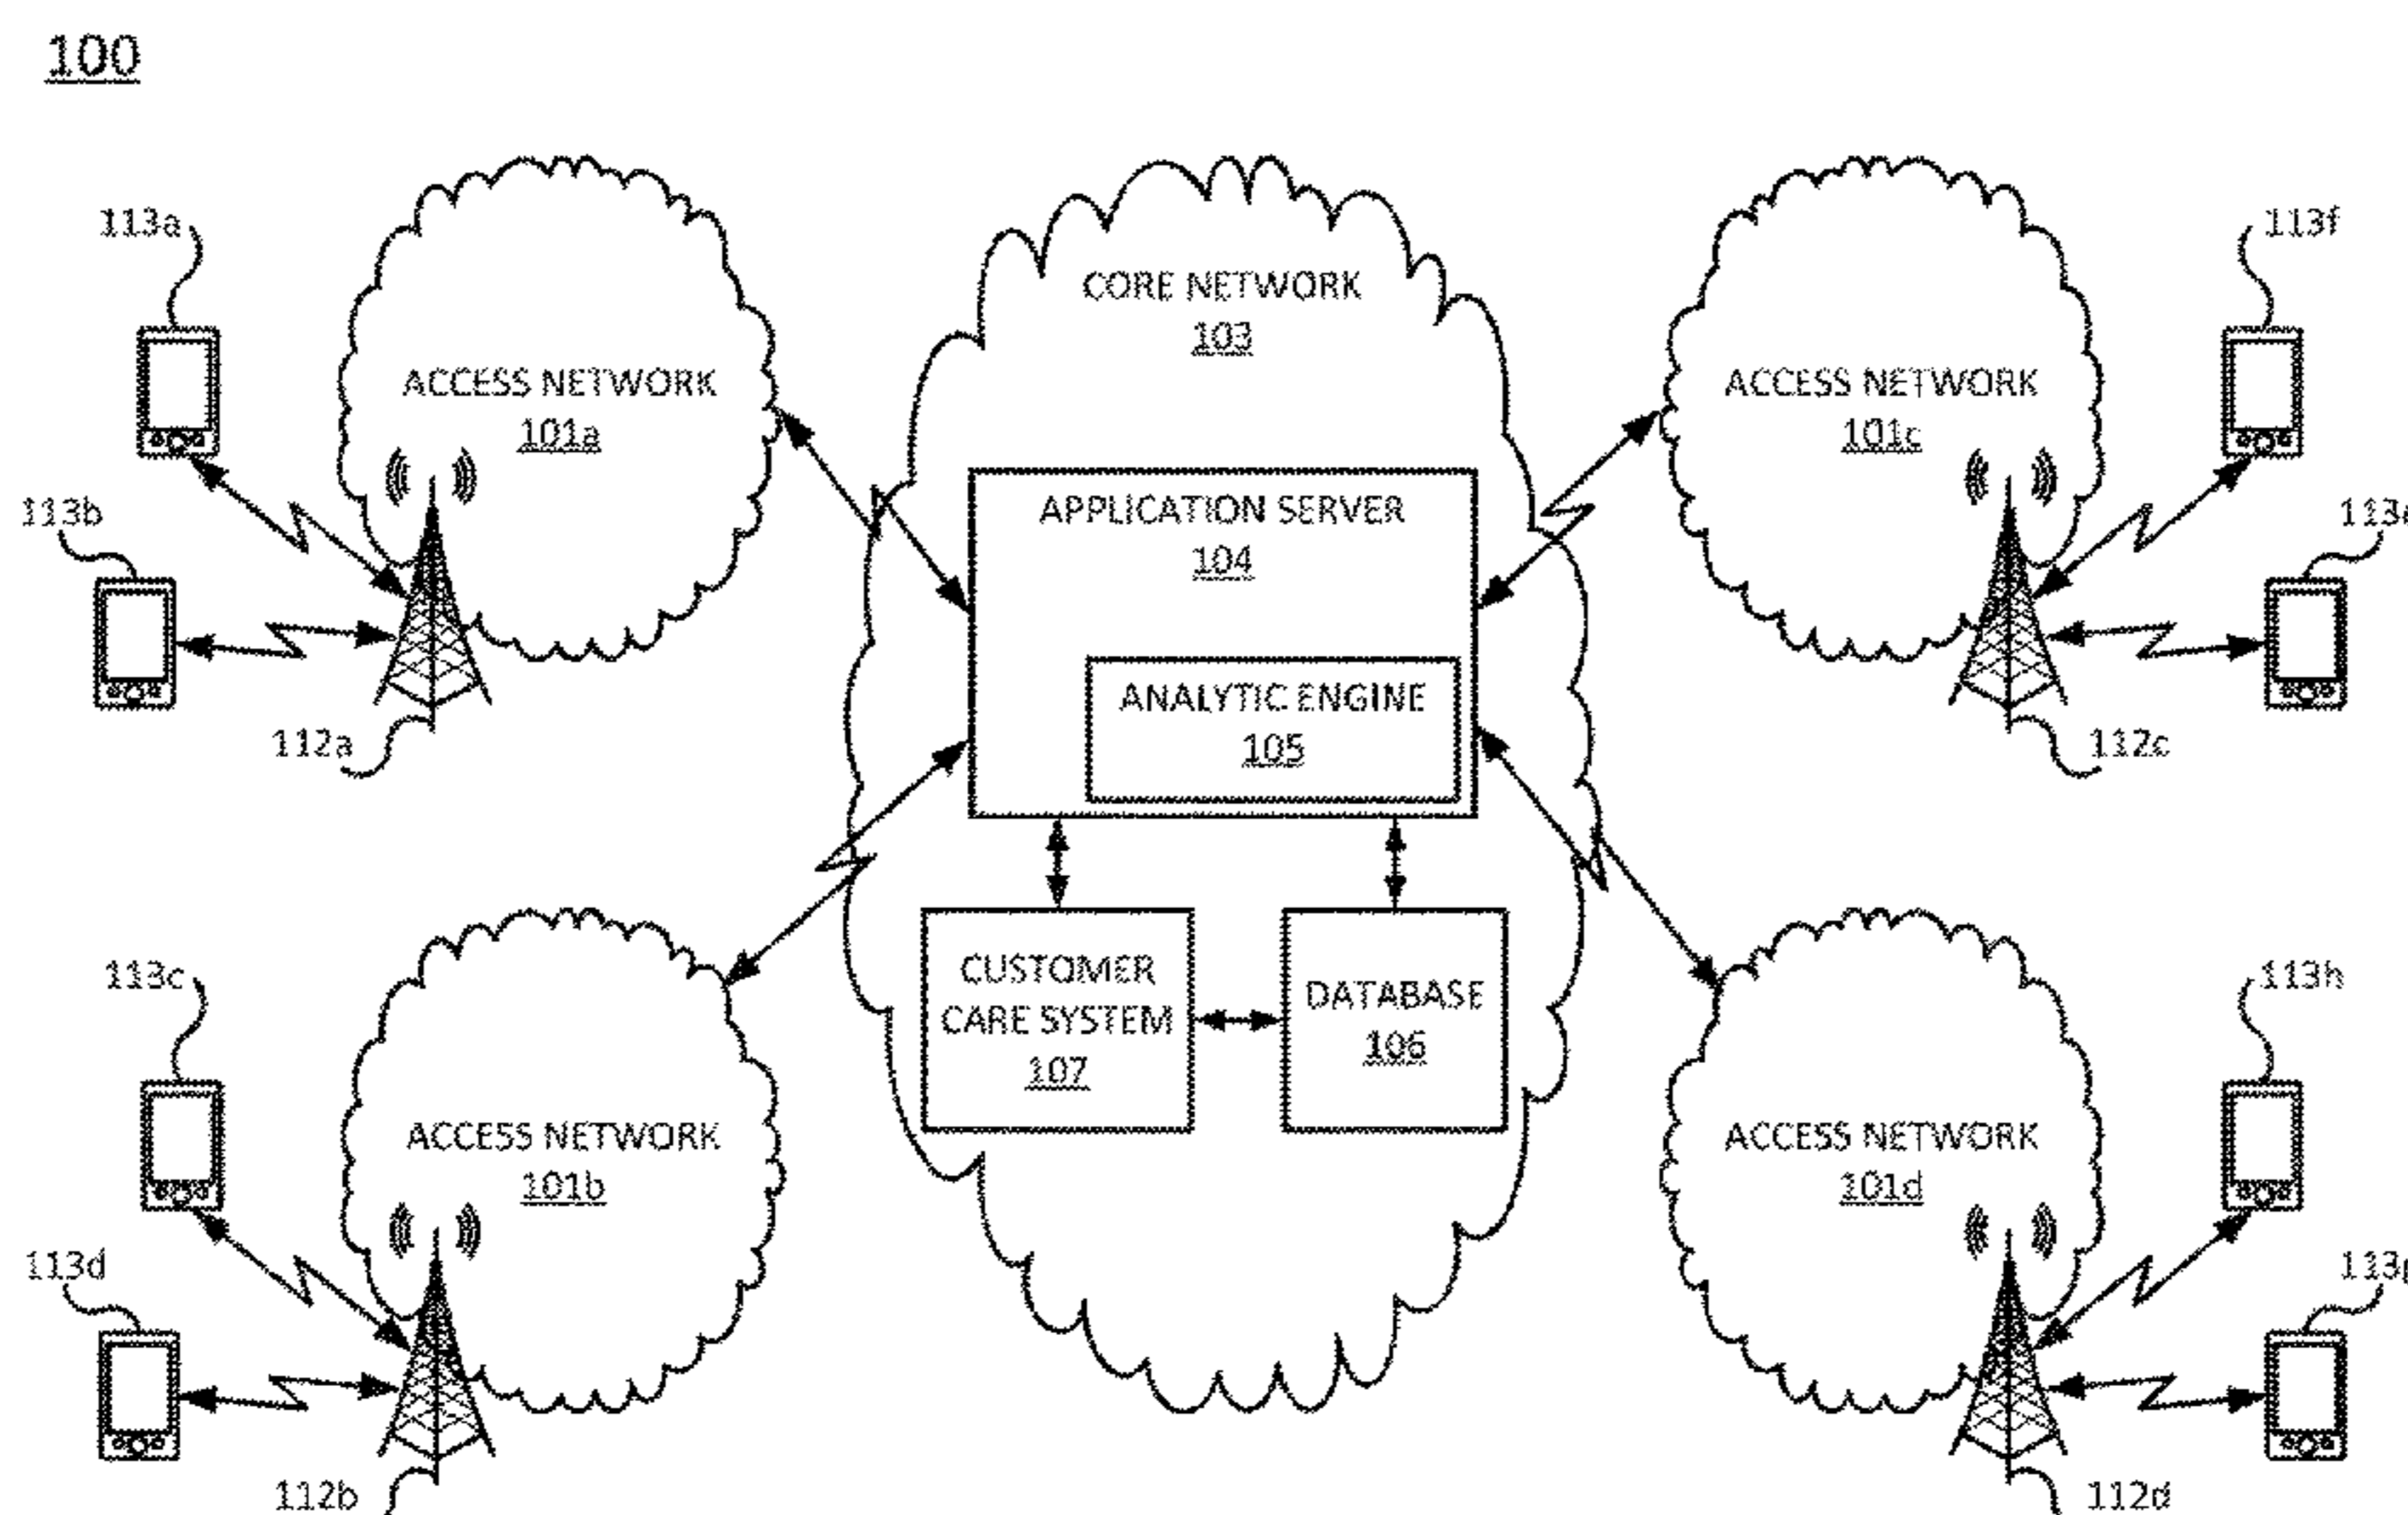 100
113a
113b
ACCESS NETWORK
101a
112a
CORE NETWORK
103
APPLICATION SERVER
104
ANALYTIC ENGINE
105
CUSTOMER
CARE SYSTEM
107
DATABASE
106
ACCESS NETWORK
101c
113f
112c
113c
113d
ACCESS NETWORK
101b
112b
ACCESS NETWORK
101d
113h
112d